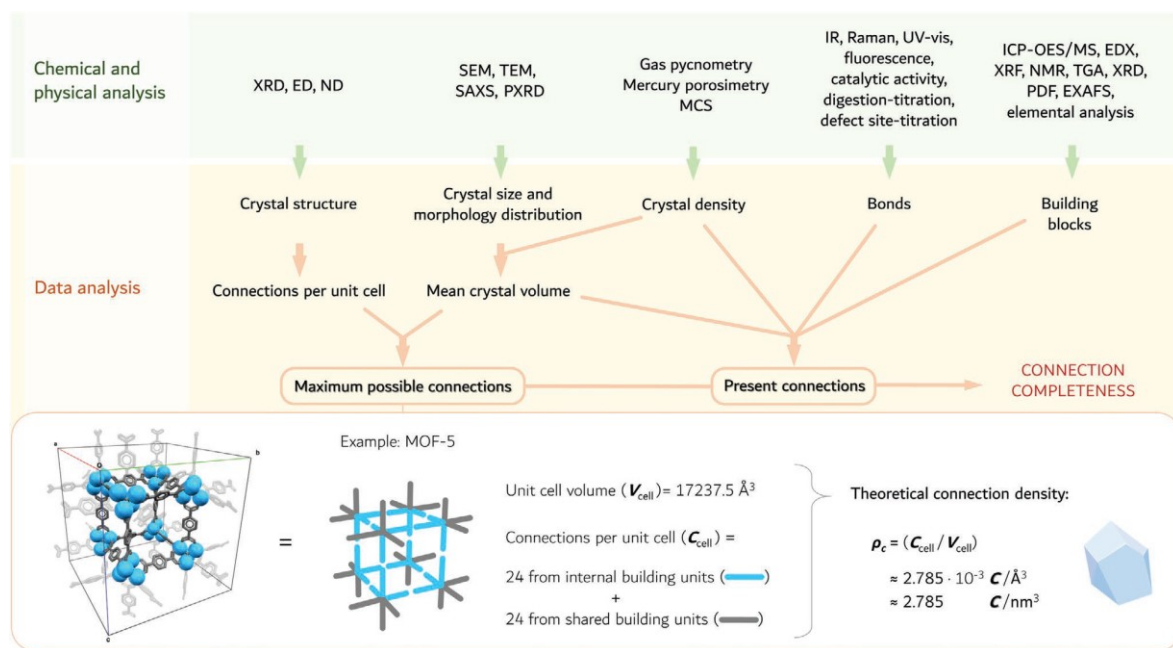 Chemical and
physical analysis
XRD, ED, ND
SEM, TEM,
SAXS, PXRD
Gas pycnometry
Mercury porosimetry
MCS
IR, Raman, UV-vis,
fluorescence,
catalytic activity,
digestion-titration,
defect site-titration
ICP-OES/MS, EDX,
XRF, NMR, TGA, XRD,
PDF, EXAFS,
elemental analysis
Crystal structure
Crystal size and
morphology distribution
Crystal density
Bonds
Building
blocks
Data analysis
Connections per unit cell
Mean crystal volume
Maximum possible connections
Present connections
CONNECTION
COMPLETENESS
Example: MOF-5
a
b
c
=
Unit cell volume (V_cell)= 17237.5 Å³
Connections per unit cell (C_cell) =
24 from internal building units ( )
+
24 from shared building units ( )
Theoretical connection density:
ρ_c = (C_cell / V_cell)
≈ 2.785 · 10⁻³ C/Å³
≈ 2.785 C/nm³